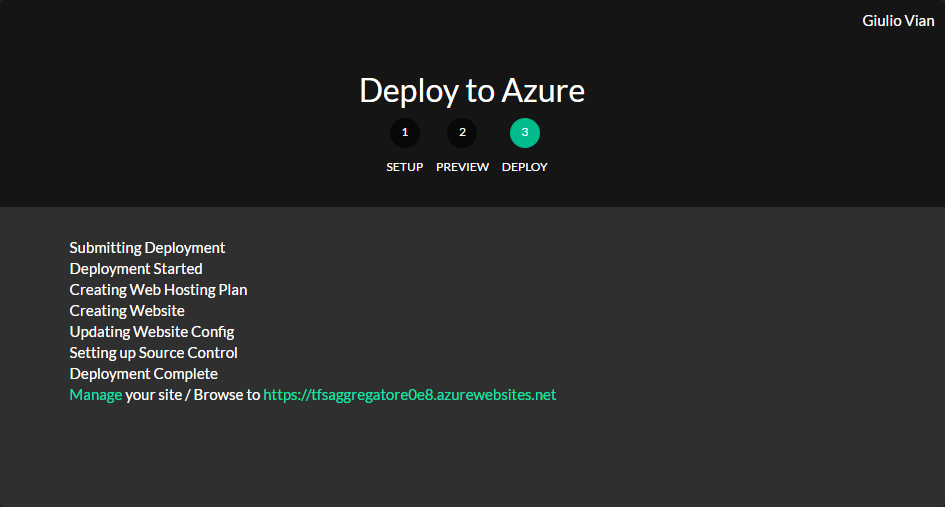 Giulio Vian
Deploy to Azure
1 2 3
SETUP PREVIEW DEPLOY
Submitting Deployment
Deployment Started
Creating Web Hosting Plan
Creating Website
Updating Website Config
Setting up Source Control
Deployment Complete
Manage your site / Browse to https://tfsaggregatore0e8.azurewebsites.net